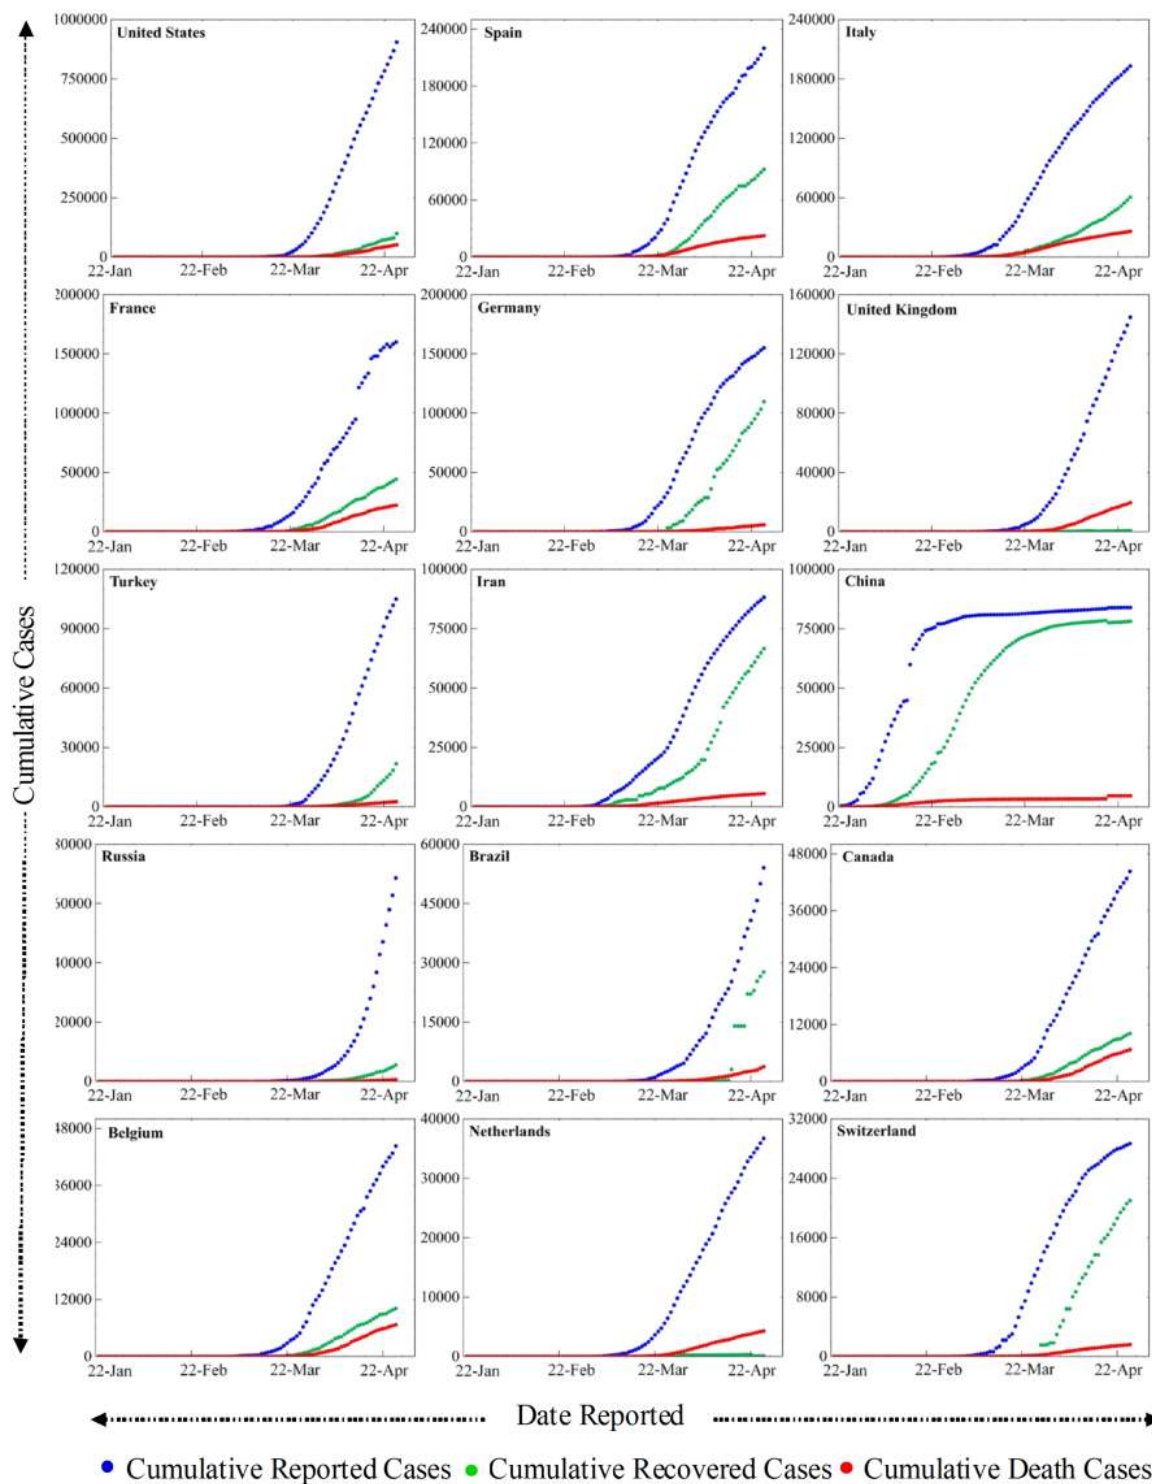 1000000
United States
750000
500000
250000
0
22-Jan 22-Feb 22-Mar 22-Apr
240000
Spain
180000
120000
60000
0
22-Jan 22-Feb 22-Mar 22-Apr
240000
Italy
180000
120000
60000
0
22-Jan 22-Feb 22-Mar 22-Apr
200000
France
150000
100000
50000
0
22-Jan 22-Feb 22-Mar 22-Apr
200000
Germany
150000
100000
50000
0
22-Jan 22-Feb 22-Mar 22-Apr
160000
United Kingdom
120000
80000
40000
0
22-Jan 22-Feb 22-Mar 22-Apr
120000
Turkey
90000
60000
30000
0
22-Jan 22-Feb 22-Mar 22-Apr
100000
Iran
75000
50000
25000
0
22-Jan 22-Feb 22-Mar 22-Apr
100000
China
75000
50000
25000
0
22-Jan 22-Feb 22-Mar 22-Apr
Russia
20000
0
22-Jan 22-Feb 22-Mar 22-Apr
60000
Brazil
45000
30000
15000
0
22-Jan 22-Feb 22-Mar 22-Apr
48000
Canada
36000
24000
12000
0
22-Jan 22-Feb 22-Mar 22-Apr
48000
Belgium
24000
12000
0
22-Jan 22-Feb 22-Mar 22-Apr
40000
Netherlands
30000
20000
10000
0
22-Jan 22-Feb 22-Mar 22-Apr
32000
Switzerland
24000
16000
8000
0
22-Jan 22-Feb 22-Mar 22-Apr
Cumulative Cases
Date Reported
Cumulative Reported Cases Cumulative Recovered Cases Cumulative Death Cases